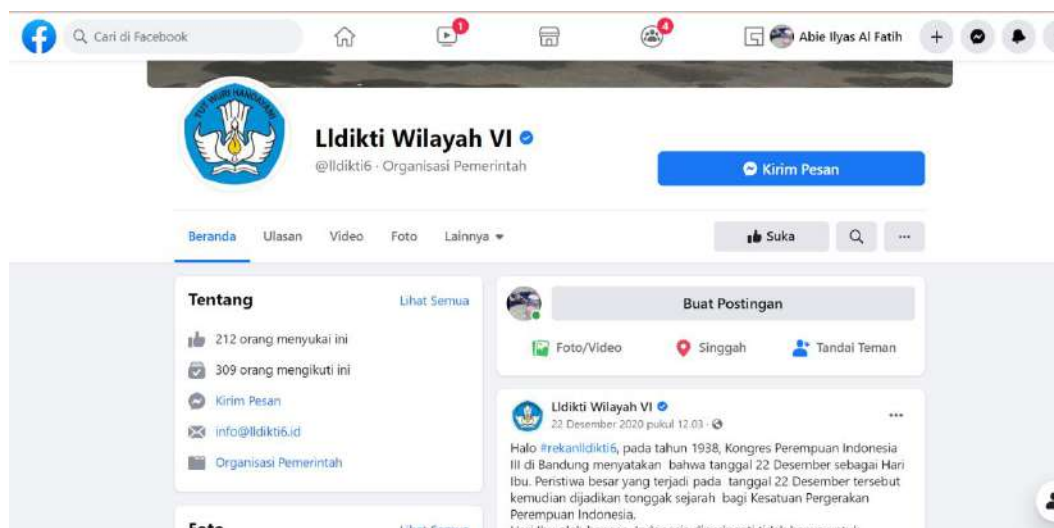 Cari di Facebook
1
4
Abie Ilyas Al Fatih
TUT WURI HANDAYANI
Lldikti Wilayah VI
@lldikti6 · Organisasi Pemerintah
Kirim Pesan
Beranda Ulasan Video Foto Lainnya
Suka
Tentang Lihat Semua
212 orang menyukai ini
309 orang mengikuti ini
Kirim Pesan
info@lldikti6.id
Organisasi Pemerintah
Foto Lihat Semua
Buat Postingan
Foto/Video Singgah Tandai Teman
Lldikti Wilayah VI
22 Desember 2020 pukul 12.03 ·
Halo #rekanlldikti6, pada tahun 1938, Kongres Perempuan Indonesia
III di Bandung menyatakan bahwa tanggal 22 Desember sebagai Hari
Ibu. Peristiwa besar yang terjadi pada tanggal 22 Desember tersebut
kemudian dijadikan tonggak sejarah bagi Kesatuan Pergerakan
Perempuan Indonesia.